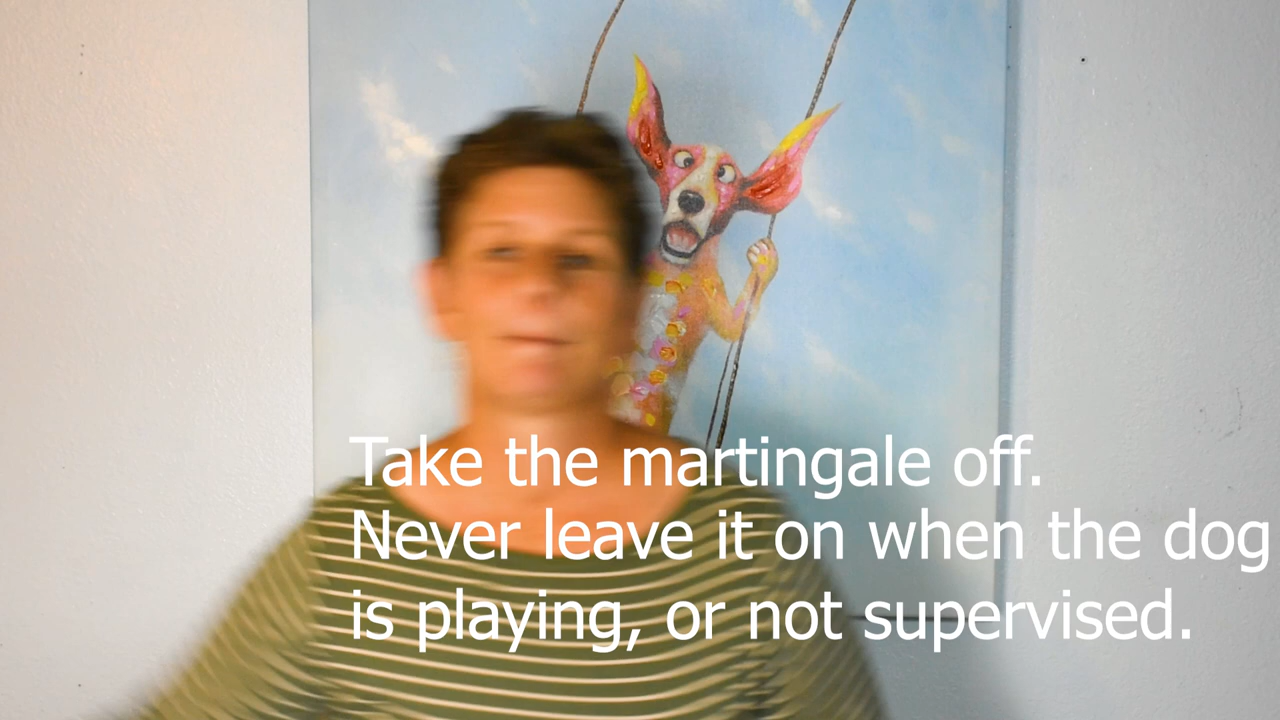 Take the martingale off.
Never leave it on when the dog
is playing, or not supervised.